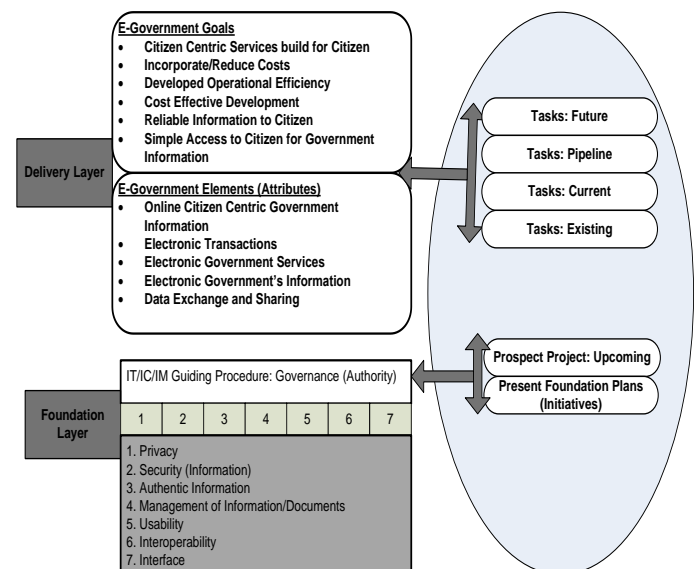 E-Government Goals
• Citizen Centric Services build for Citizen
• Incorporate/Reduce Costs
• Developed Operational Efficiency
• Cost Effective Development
• Reliable Information to Citizen
• Simple Access to Citizen for Government
Information
Delivery Layer
E-Government Elements (Attributes)
• Online Citizen Centric Government
Information
• Electronic Transactions
• Electronic Government Services
• Electronic Government's Information
• Data Exchange and Sharing
Tasks: Future
Tasks: Pipeline
Tasks: Current
Tasks: Existing
Prospect Project: Upcoming
Present Foundation Plans
(Initiatives)
IT/IC/IM Guiding Procedure: Governance (Authority)
Foundation
Layer
1 2 3 4 5 6 7
1. Privacy
2. Security (Information)
3. Authentic Information
4. Management of Information/Documents
5. Usability
6. Interoperability
7. Interface